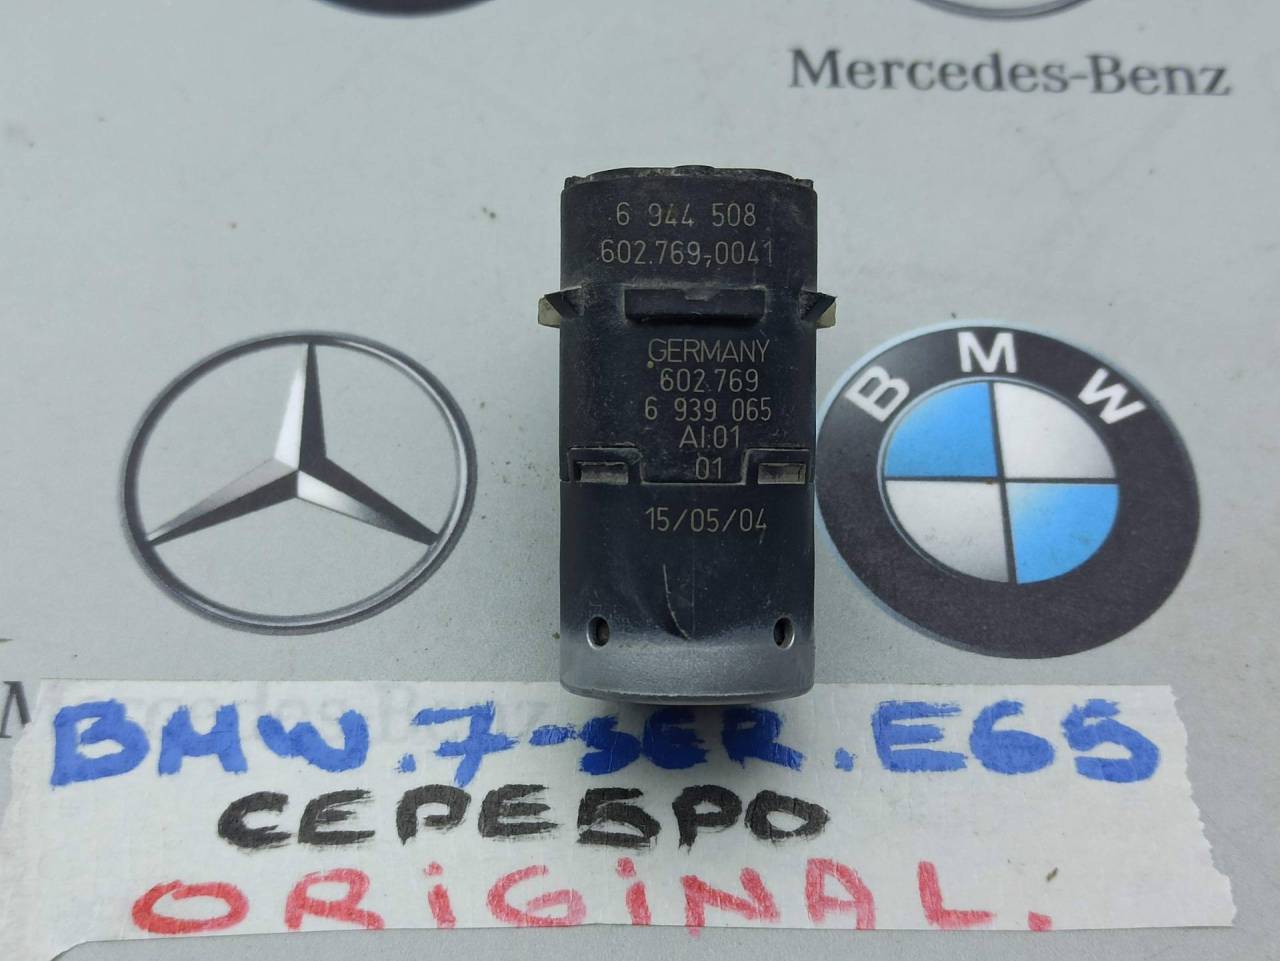 Mercedes-Benz
6 944 508
602.769-0041
GERMANY
602.769
6 939 065
AI:01
01
15/05/04
BMW
BMW.7-SER.E65
СЕРЕБРО
ORiGiNAL.